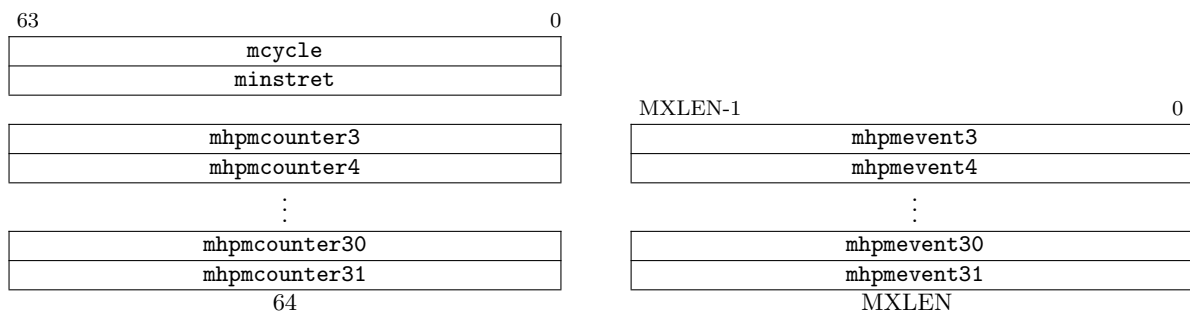 63 0
mcycle
minstret
MXLEN-1 0
mhpmcounter3 mhpmevent3
mhpmcounter4 mhpmevent4
⋮ ⋮
mhpmcounter30 mhpmevent30
mhpmcounter31 mhpmevent31
64 MXLEN